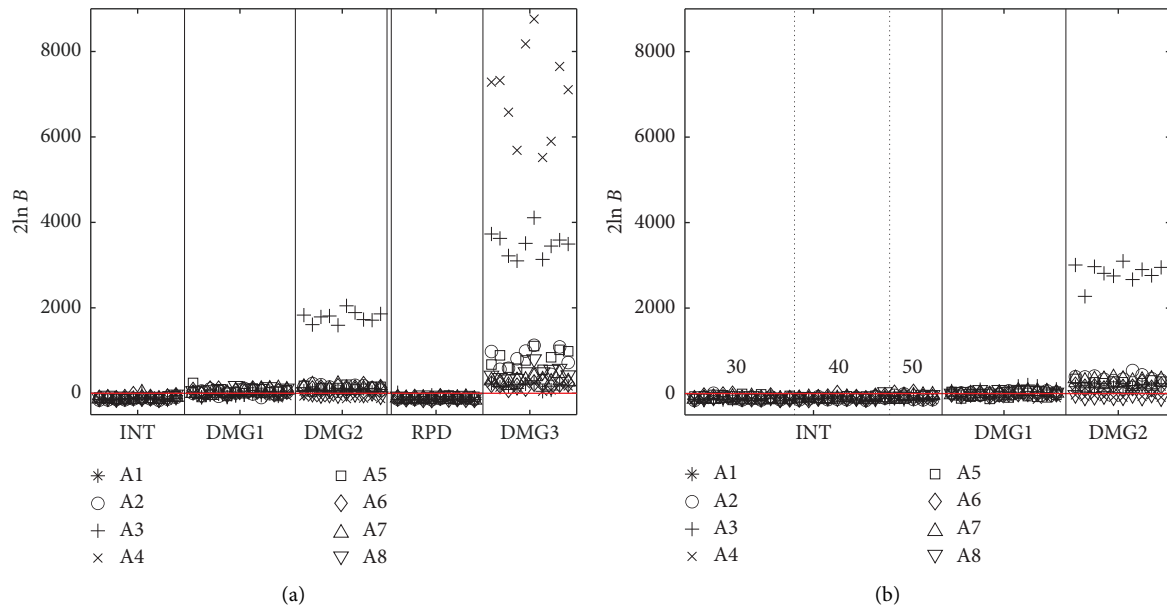 8000
6000
4000
2000
0
2ln B
INT DMG1 DMG2 RPD DMG3
A1 A5
A2 A6
A3 A7
A4 A8
(a)
8000
6000
4000
2000
0
2ln B
30 40 50
INT DMG1 DMG2
A1 A5
A2 A6
A3 A7
A4 A8
(b)